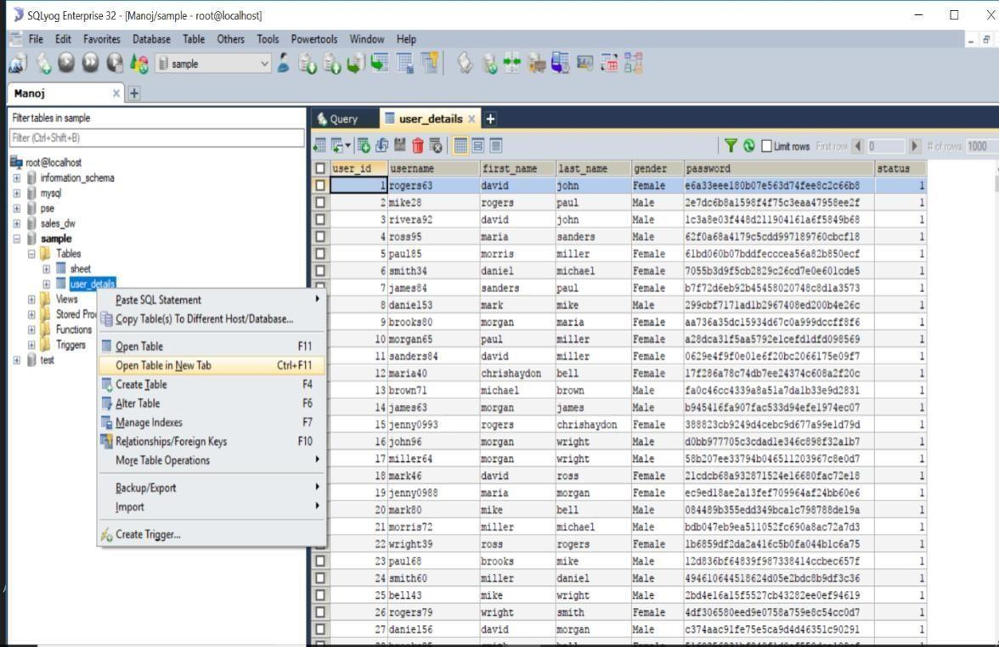 SQLyog Enterprise 32 - [Manoj/sample - root@localhost]
File Edit Favorites Database Table Others Tools Powertools Window Help
sample
Manoj
Filter tables in sample
Filter (Ctrl+Shift+B)
root@localhost
information_schema
mysql
pse
sales_dw
sample
Tables
sheet
user_details
Views
Stored Pro
Functions
Triggers
test
Paste SQL Statement
Copy Table(s) To Different Host/Database...
Open Table F11
Open Table in New Tab Ctrl+F11
Create Table F4
Alter Table F6
Manage Indexes F7
Relationships/Foreign Keys F10
More Table Operations
Backup/Export
Import
Create Trigger...
Query user_details
Limit rows First row 0 # of rows 1000
user_id username first_name last_name gender password status
1 rogers63 david john Female e6a33eee180b07e563d74fee8c2c66b8 1
2 mike28 rogers paul Male 2e7dc6b8a1598f4f75c3eaa47958ee2f 1
3 rivera92 david john Male 1c3a8e03f448d211904161a6f5849b68 1
4 ross95 maria sanders Male 62f0a68a4179c5cdd997189760cbcf18 1
5 paul85 morris miller Female 61bd060b07bddfecccea56a82b850ecf 1
6 smith34 daniel michael Female 7055b3d9f5cb2829c26cd7e0e601cde5 1
7 james84 sanders paul Female b7f72d6eb92b45458020748c8d1a3573 1
8 daniel53 mark mike Male 299cbf7171ad1b2967408ed200b4e26c 1
9 brooks80 morgan maria Female aa736a35dc15934d67c0a999dccff8f6 1
10 morgan65 paul miller Female a28dca31f5aa5792e1cefd1dfd098569 1
11 sanders84 david miller Female 0629e4f9f0e01e6f20bc2066175e09f7 1
12 maria40 chrishaydon bell Female 17f286a78c74db7ee24374c608a2f20c 1
13 brown71 michael brown Male fa0c46cc4339a8a51a7da1b33e9d2831 1
14 james63 morgan james Male b945416fa907fac533d94efe1974ec07 1
15 jenny0993 rogers chrishaydon Female 388823cb9249d4cebc9d677a99e1d79d 1
16 john96 morgan wright Male d0bb977705c3cdad1e346c898f32a1b7 1
17 miller64 morgan wright Male 58b207ee33794b046511203967c8e0d7 1
18 mark46 david ross Female 21cdcb68a932871524e16680fac72e18 1
19 jenny0988 maria morgan Female ec9ed18ae2a13fef709964af24bb60e6 1
20 mark80 mike bell Male 084489b355edd349bca1c798788de19a 1
21 morris72 miller michael Male bdb047eb9ea511052fc690a8ac72a7d3 1
22 wright39 ross rogers Female 1b6859df2da2a416c5b0fa044b1c6a75 1
23 paul68 brooks mike Male 12d836bf64839f987338414ccbec657f 1
24 smith60 miller daniel Male 494610644518624d05e2bdc8b9df3c36 1
25 bell43 mike wright Male 2bd4e16a15f5527cb43282ee0ef94619 1
26 rogers79 wright smith Female 4df306580eed9e0758a759e8c54cc0d7 1
27 daniel56 david morgan Male c374aac91fe75e5ca9d4d46351c90291 1